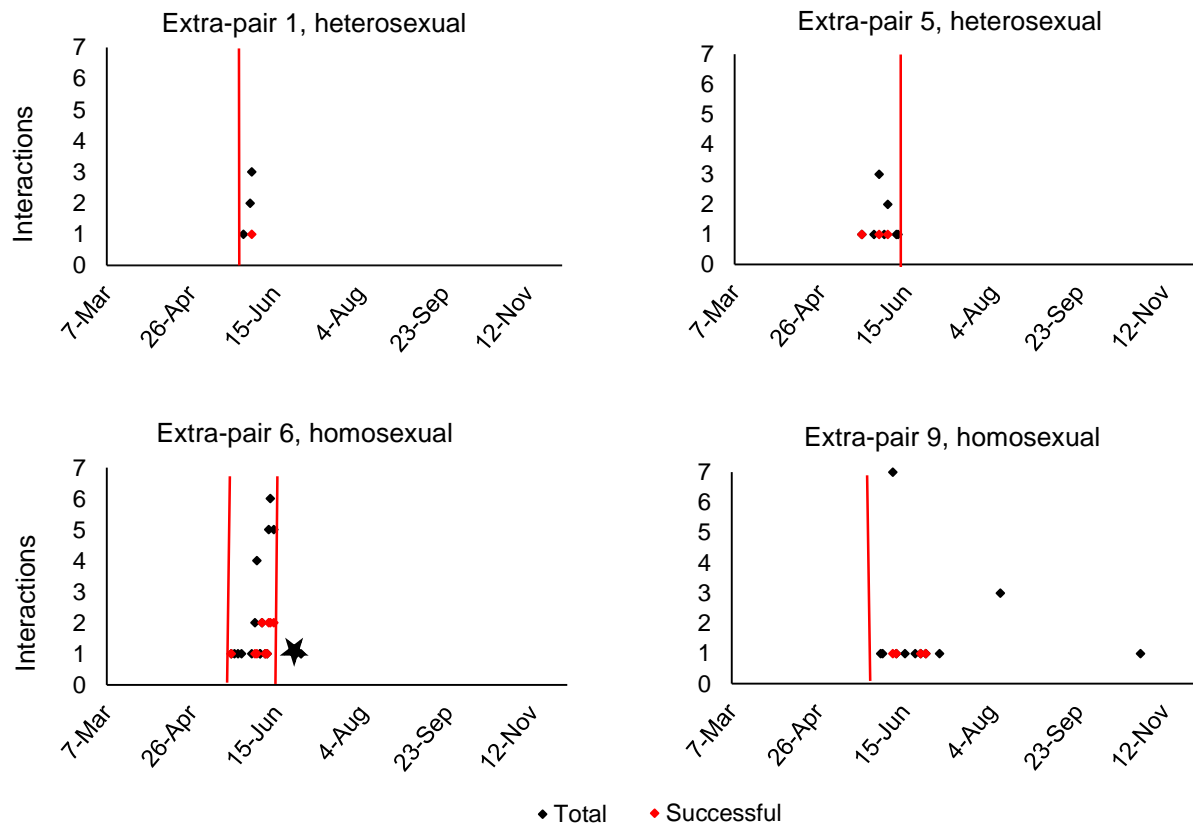 Extra-pair 1, heterosexual
Interactions
7
6
5
4
3
2
1
0
7-Mar
26-Apr
15-Jun
4-Aug
23-Sep
12-Nov
Extra-pair 5, heterosexual
7
6
5
4
3
2
1
0
7-Mar
26-Apr
15-Jun
4-Aug
23-Sep
12-Nov
Extra-pair 6, homosexual
Interactions
7
6
5
4
3
2
1
0
7-Mar
26-Apr
15-Jun
4-Aug
23-Sep
12-Nov
Extra-pair 9, homosexual
7
6
5
4
3
2
1
0
7-Mar
26-Apr
15-Jun
4-Aug
23-Sep
12-Nov
Total
Successful